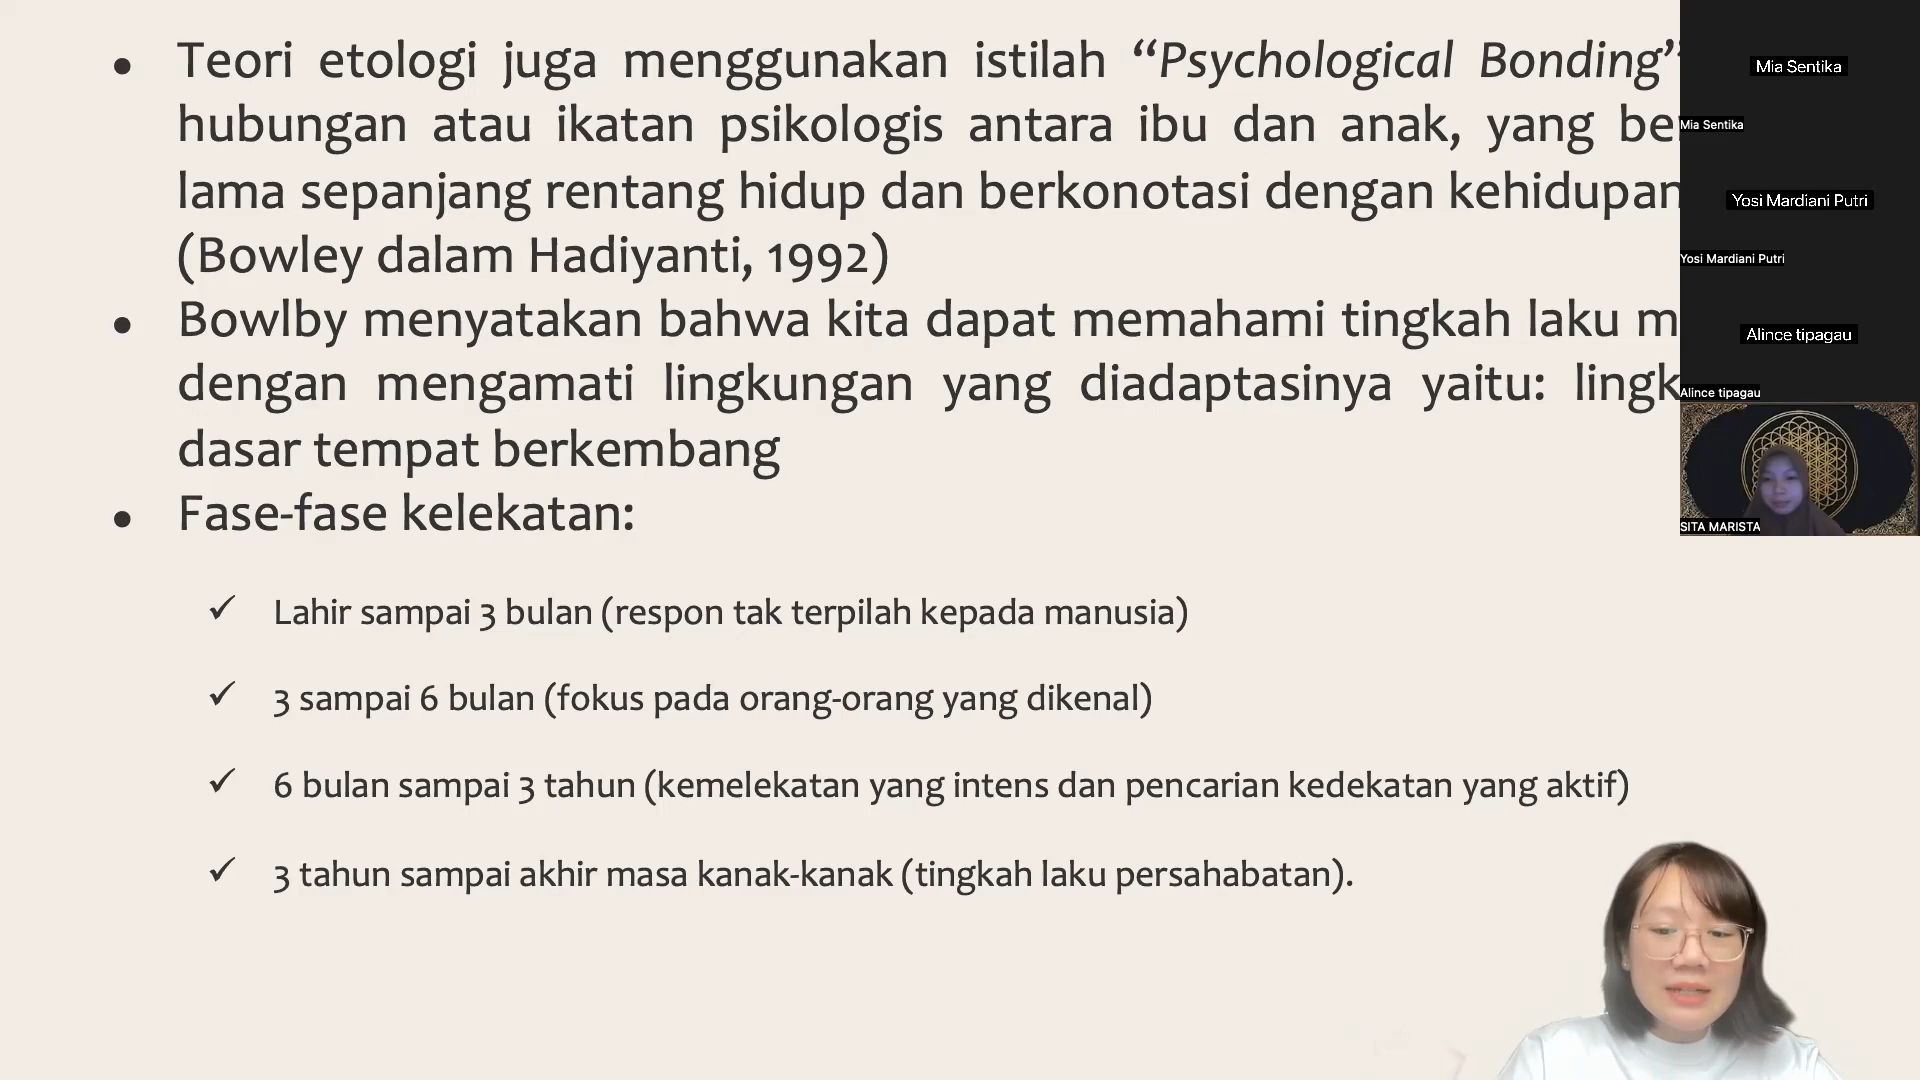 • Teori etologi juga menggunakan istilah “Psychological Bonding”
hubungan atau ikatan psikologis antara ibu dan anak, yang
lama sepanjang rentang hidup dan berkonotasi dengan kehidupan
(Bowley dalam Hadiyanti, 1992)
• Bowlby menyatakan bahwa kita dapat memahami tingkah laku
dengan mengamati lingkungan yang diadaptasinya yaitu:
dasar tempat berkembang
• Fase-fase kelekatan:
✓ Lahir sampai 3 bulan (respon tak terpilah kepada manusia)
✓ 3 sampai 6 bulan (fokus pada orang-orang yang dikenal)
✓ 6 bulan sampai 3 tahun (kemelekatan yang intens dan pencarian kedekatan yang aktif)
✓ 3 tahun sampai akhir masa kanak-kanak (tingkah laku persahabatan).
Mia Sentika
Mia Sentika
Yosi Mardiani Putri
Yosi Mardiani Putri
Alince tipagau
Alince tipagau
SITA MARISTA